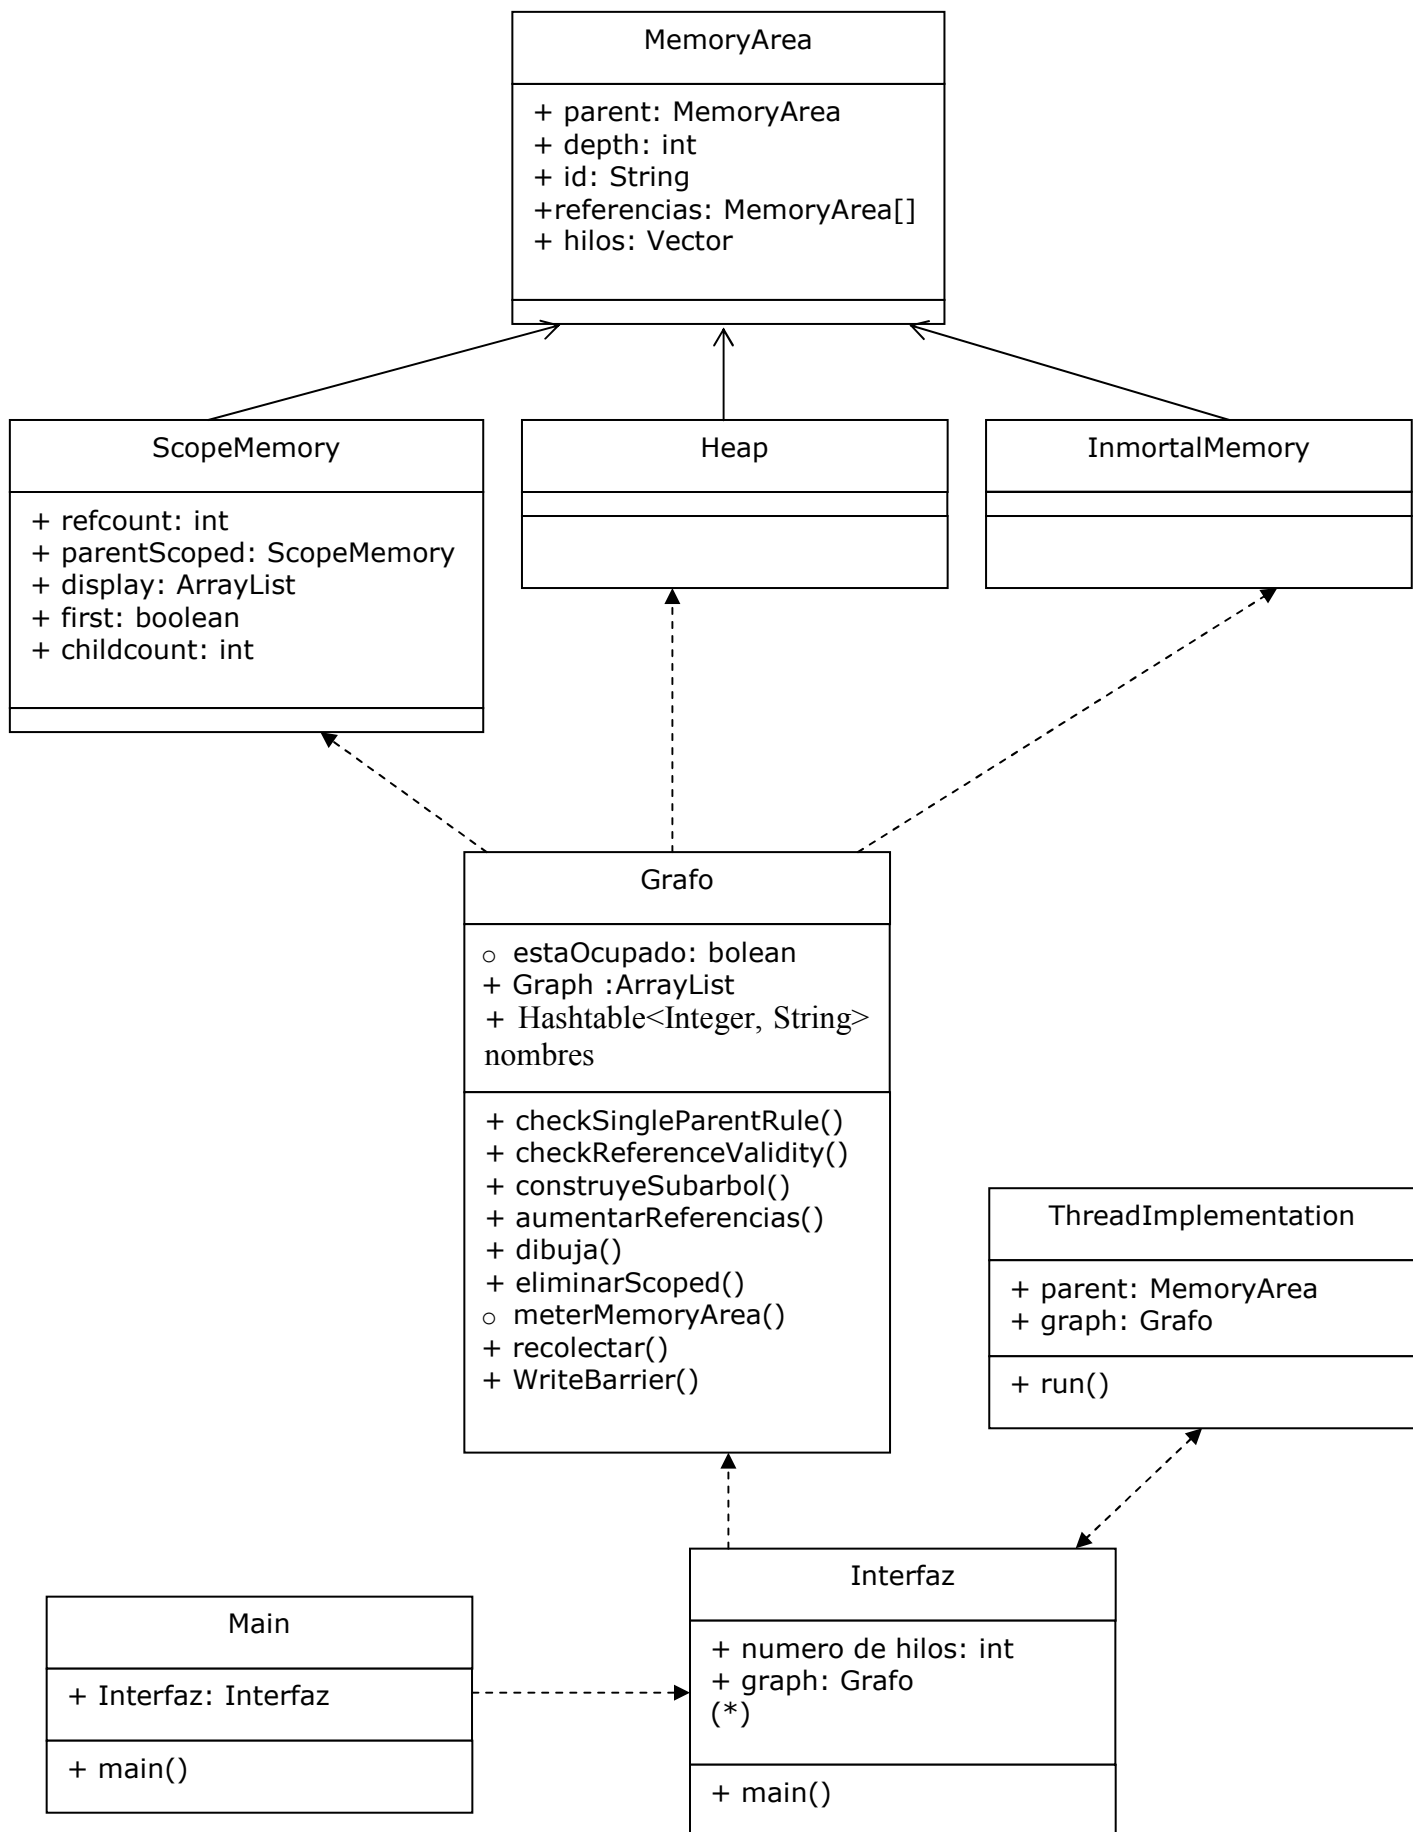 MemoryArea
+ parent: MemoryArea
+ depth: int
+ id: String
+referencias: MemoryArea[]
+ hilos: Vector
ScopeMemory
+ refcount: int
+ parentScoped: ScopeMemory
+ display: ArrayList
+ first: boolean
+ childcount: int
Heap
InmortalMemory
Grafo
○ estaOcupado: bolean
+ Graph :ArrayList
+ Hashtable<Integer, String>
nombres
+ checkSingleParentRule()
+ checkReferenceValidity()
+ construyeSubarbol()
+ aumentarReferencias()
+ dibuja()
+ eliminarScoped()
○ meterMemoryArea()
+ recolectar()
+ WriteBarrier()
ThreadImplementation
+ parent: MemoryArea
+ graph: Grafo
+ run()
Main
+ Interfaz: Interfaz
+ main()
Interfaz
+ numero de hilos: int
+ graph: Grafo
(*)
+ main()